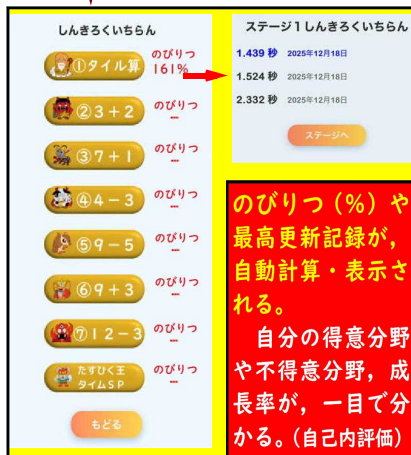 しんきろくいちらん
①タイル算
のびりつ
161%
②3+2
のびりつ
--
③7+1
のびりつ
--
④4-3
のびりつ
--
⑤9-5
のびりつ
--
⑥9+3
のびりつ
--
⑦12-3
のびりつ
--
たすひく王
タイムSP
のびりつ
--
もどる
ステージ1しんきろくいちらん
1.439 秒 2025年12月18日
1.524 秒 2025年12月18日
2.332 秒 2025年12月18日
ステージへ
のびりつ(%)や
最高更新記録が,
自動計算・表示さ
れる。
自分の得意分野
や不得意分野,成
長率が,一目で分
かる。(自己内評価)